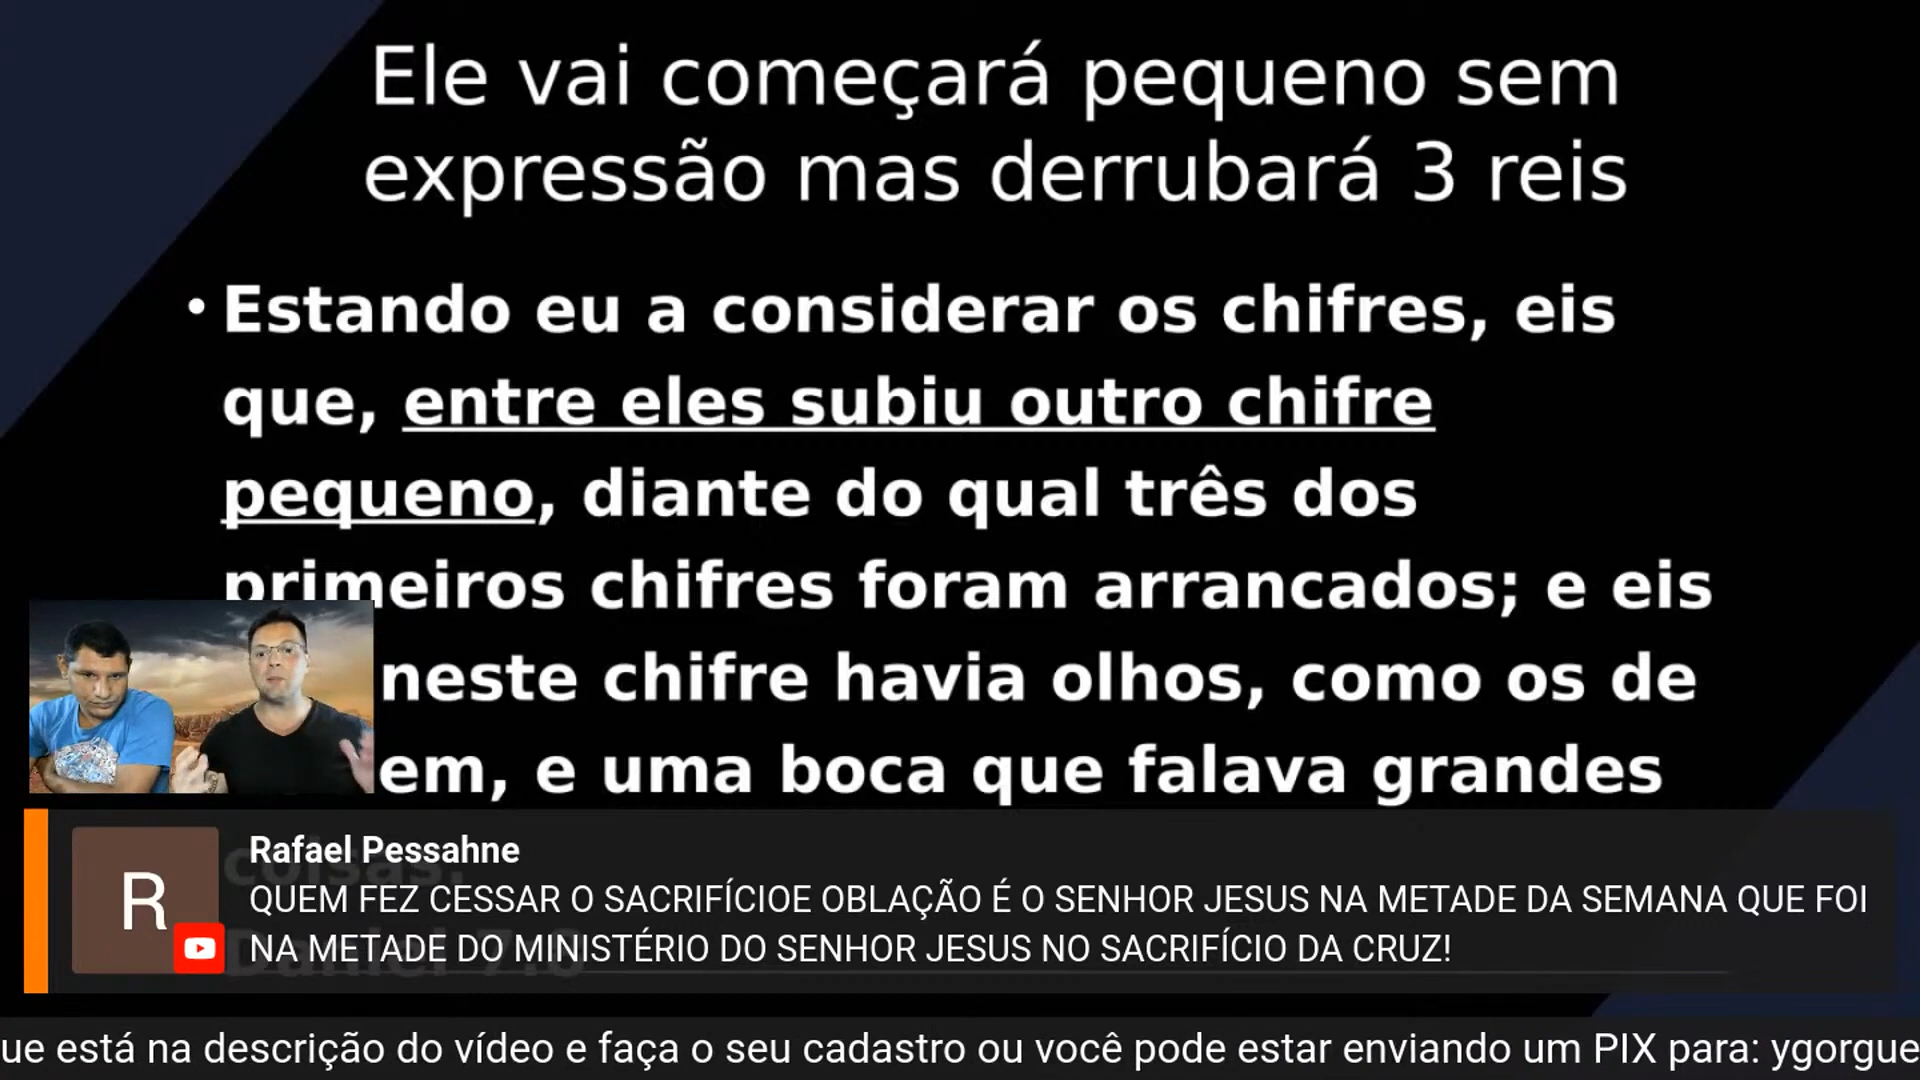 Ele vai começará pequeno sem
expressão mas derrubará 3 reis
• Estando eu a considerar os chifres, eis
que, entre eles subiu outro chifre
pequeno, diante do qual três dos
primeiros chifres foram arrancados; e eis
neste chifre havia olhos, como os de
em, e uma boca que falava grandes
coisas.
Daniel 7:8
R
Rafael Pessahne
QUEM FEZ CESSAR O SACRIFÍCIOE OBLAÇÃO É O SENHOR JESUS NA METADE DA SEMANA QUE FOI
NA METADE DO MINISTÉRIO DO SENHOR JESUS NO SACRIFÍCIO DA CRUZ!
ue está na descrição do vídeo e faça o seu cadastro ou você pode estar enviando um PIX para: ygorgue